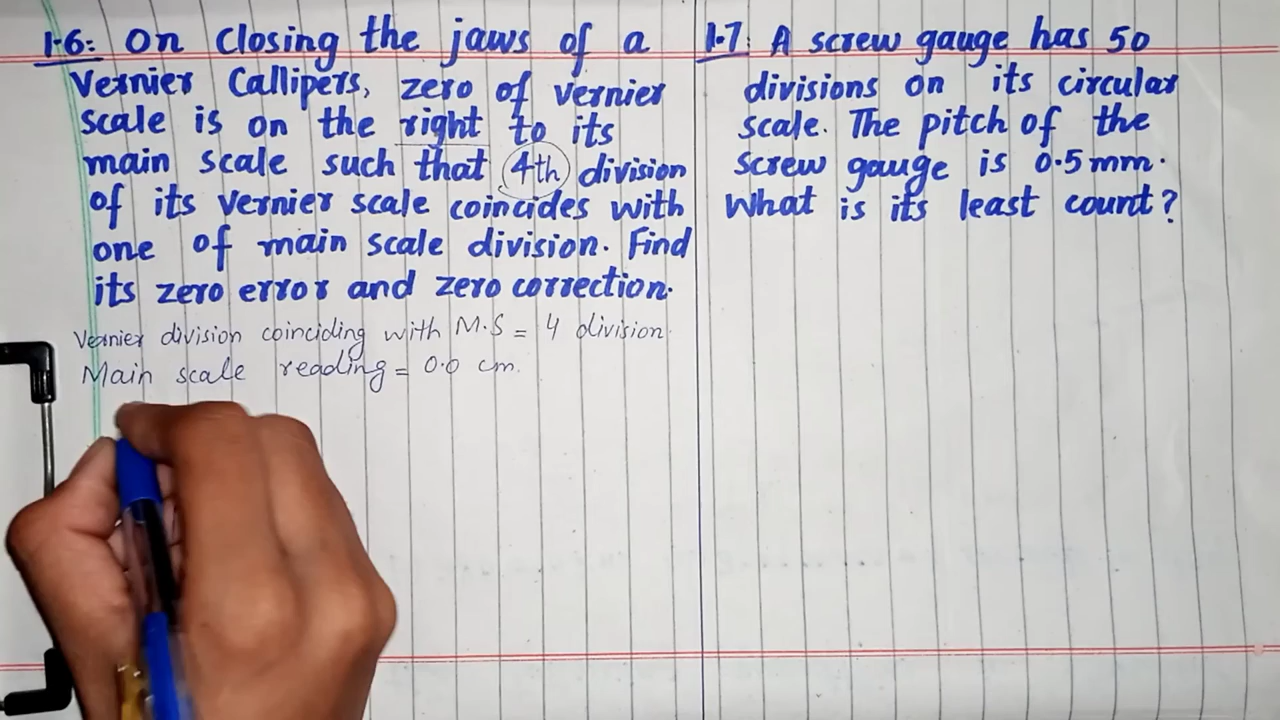 1.6: On Closing the jaws of a
Vernier Callipers, zero of vernier
scale is on the right to its
main scale such that 4th division
of its vernier scale coincides with
one of main scale division. Find
its zero error and zero correction.
Vernier division coinciding with M.S = 4 division.
Main scale reading = 0.0 cm.
1.7: A screw gauge has 50
divisions on its circular
scale. The pitch of the
screw gauge is 0.5 mm.
What is its least count?